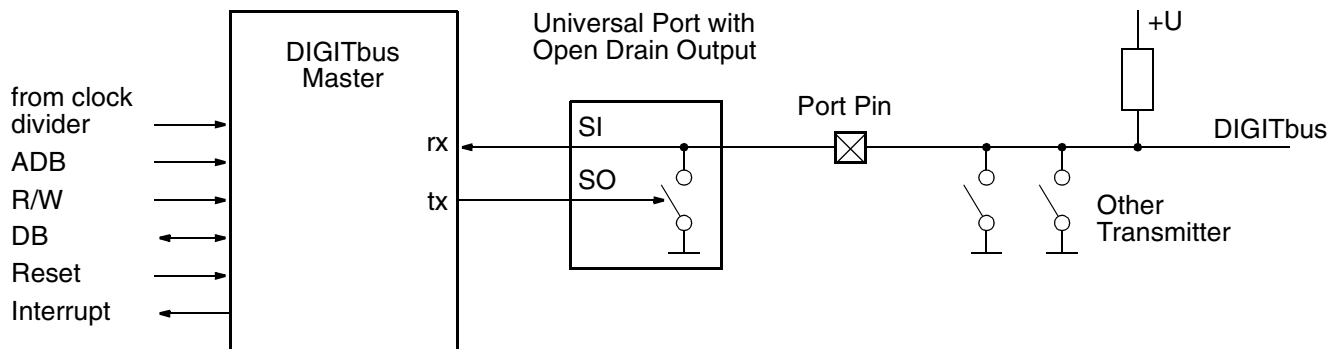 DIGITbus
Master
from clock
divider
ADB
R/W
DB
Reset
Interrupt
rx
tx
Universal Port with
Open Drain Output
SI
SO
Port Pin
+U
DIGITbus
Other
Transmitter